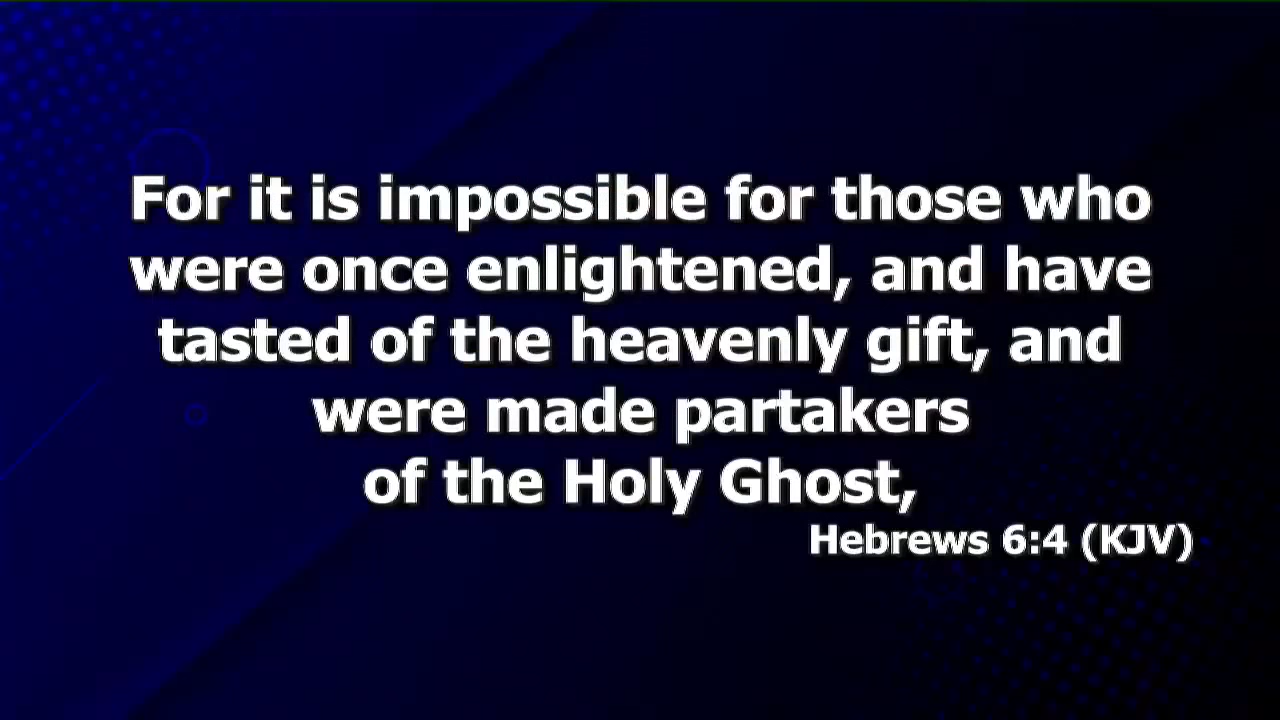 For it is impossible for those who
were once enlightened, and have
tasted of the heavenly gift, and
were made partakers
of the Holy Ghost,
Hebrews 6:4 (KJV)